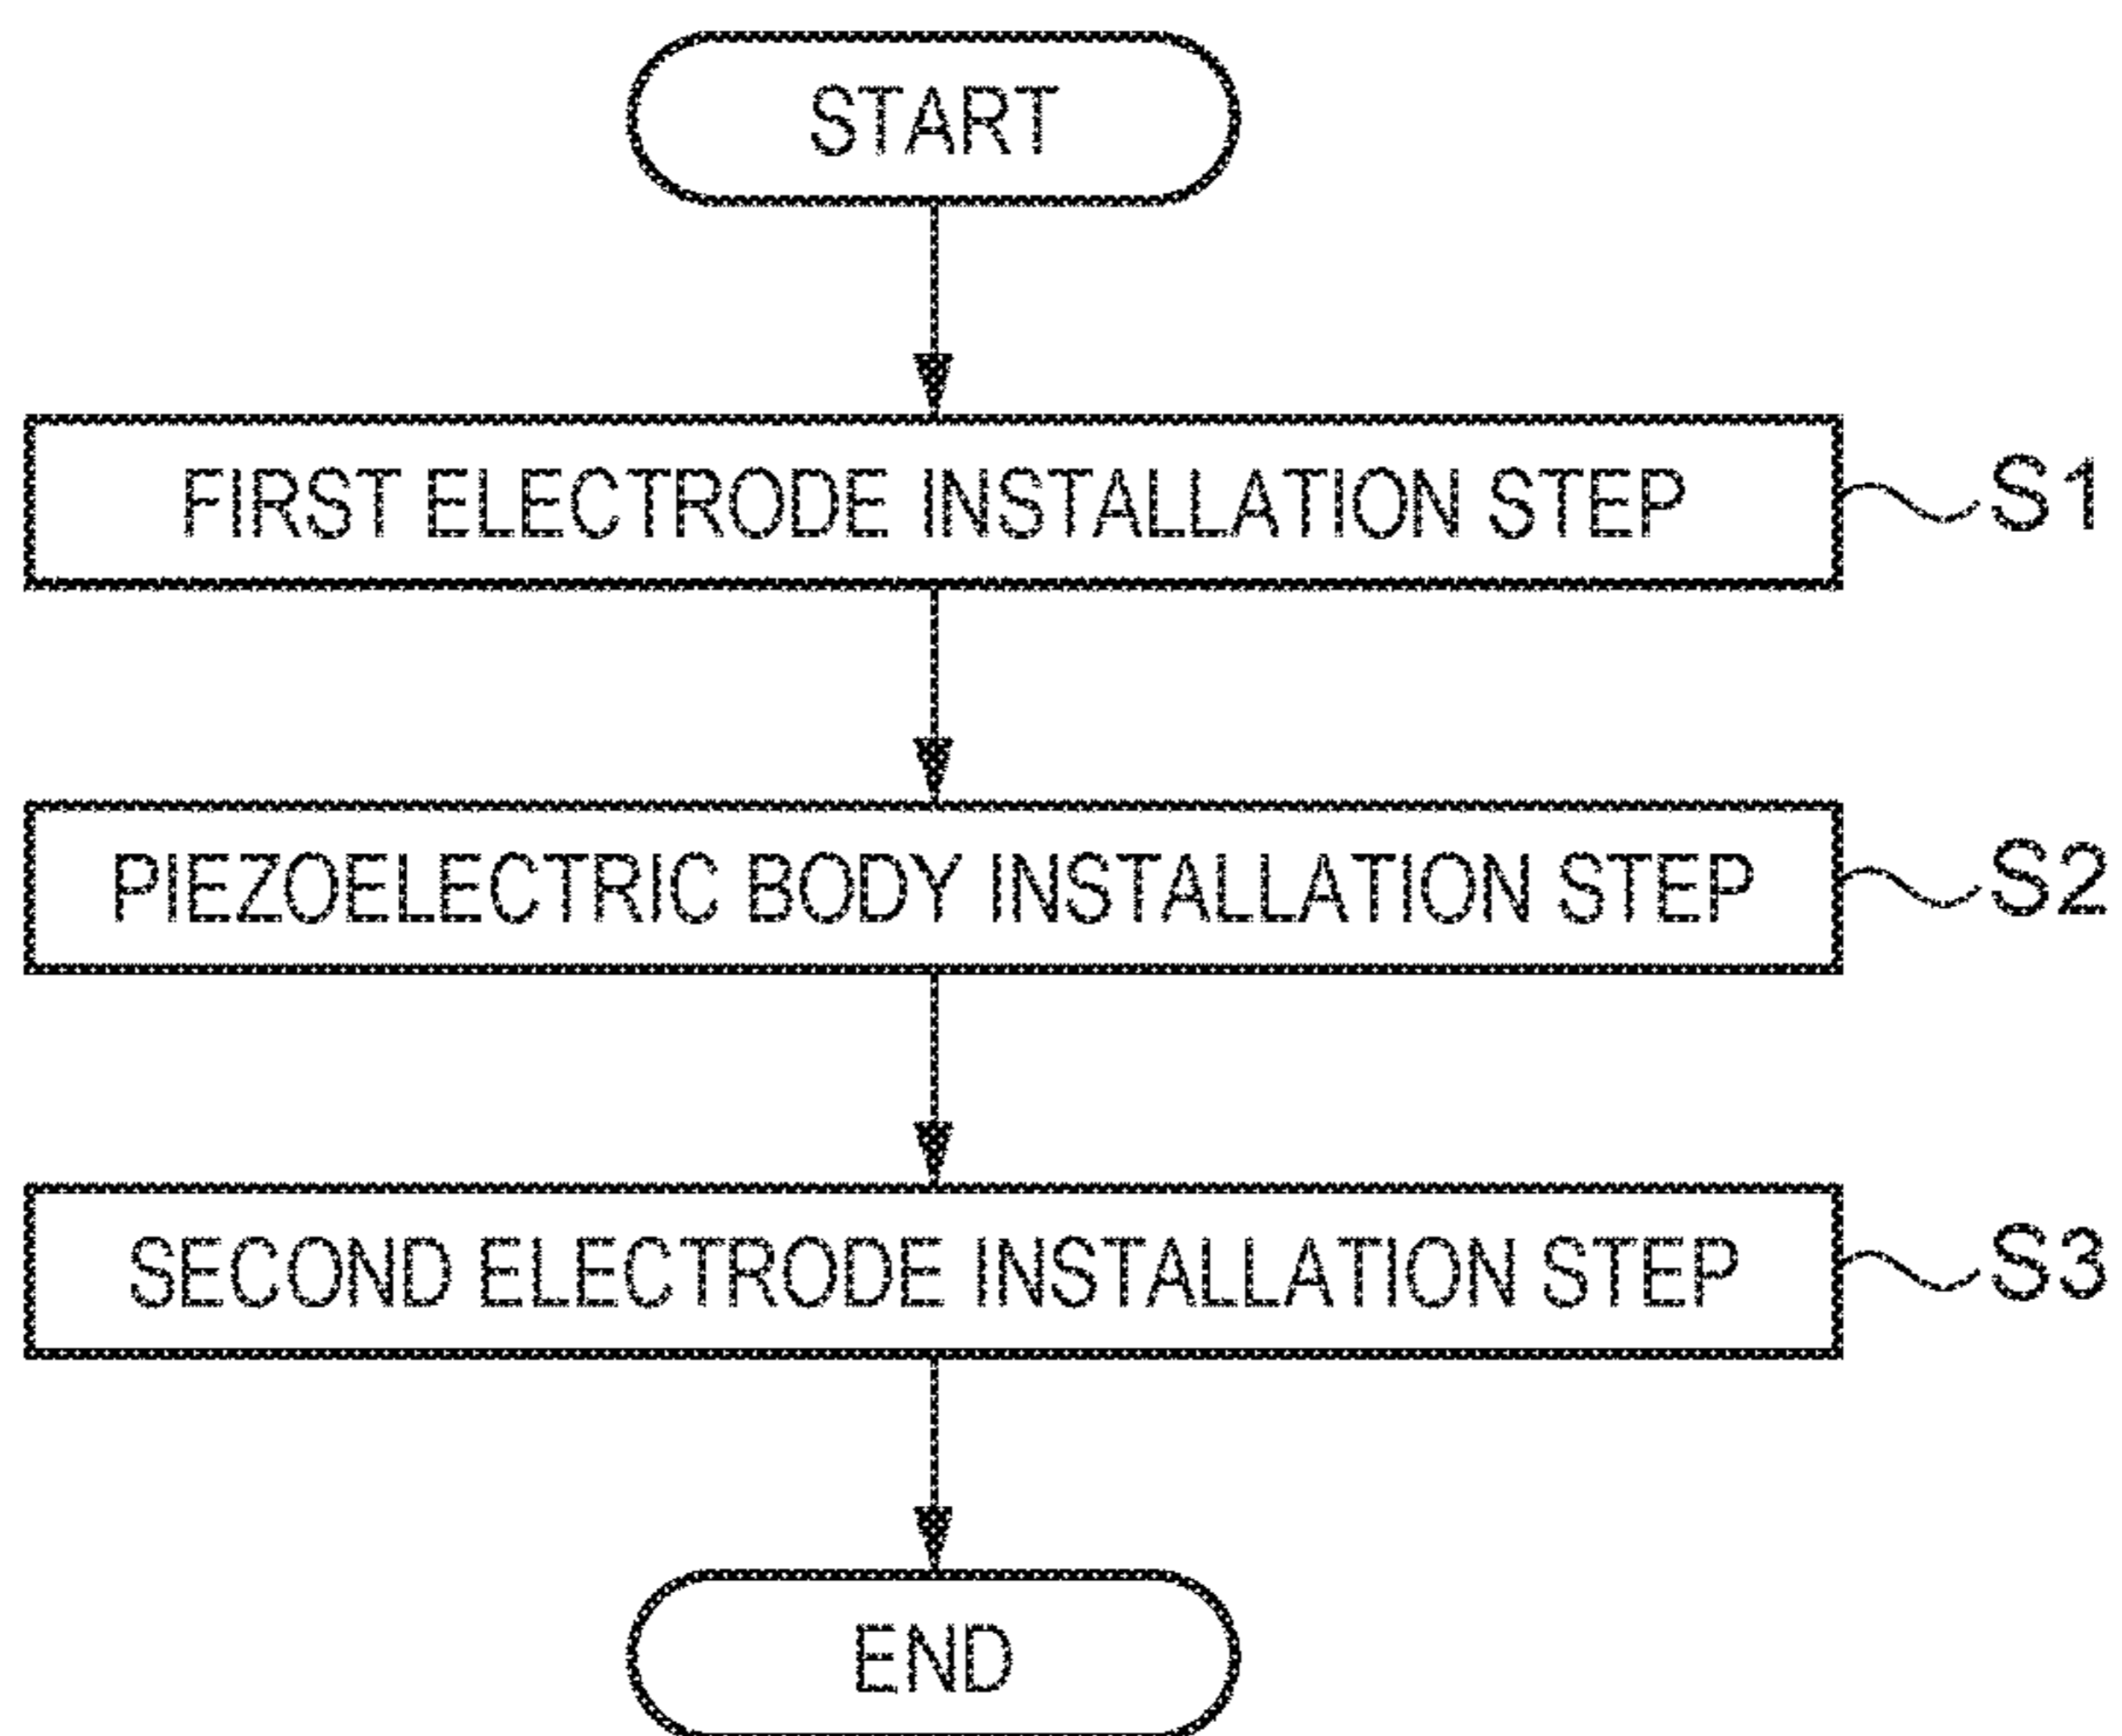 START
FIRST ELECTRODE INSTALLATION STEP S1
PIEZOELECTRIC BODY INSTALLATION STEP S2
SECOND ELECTRODE INSTALLATION STEP S3
END